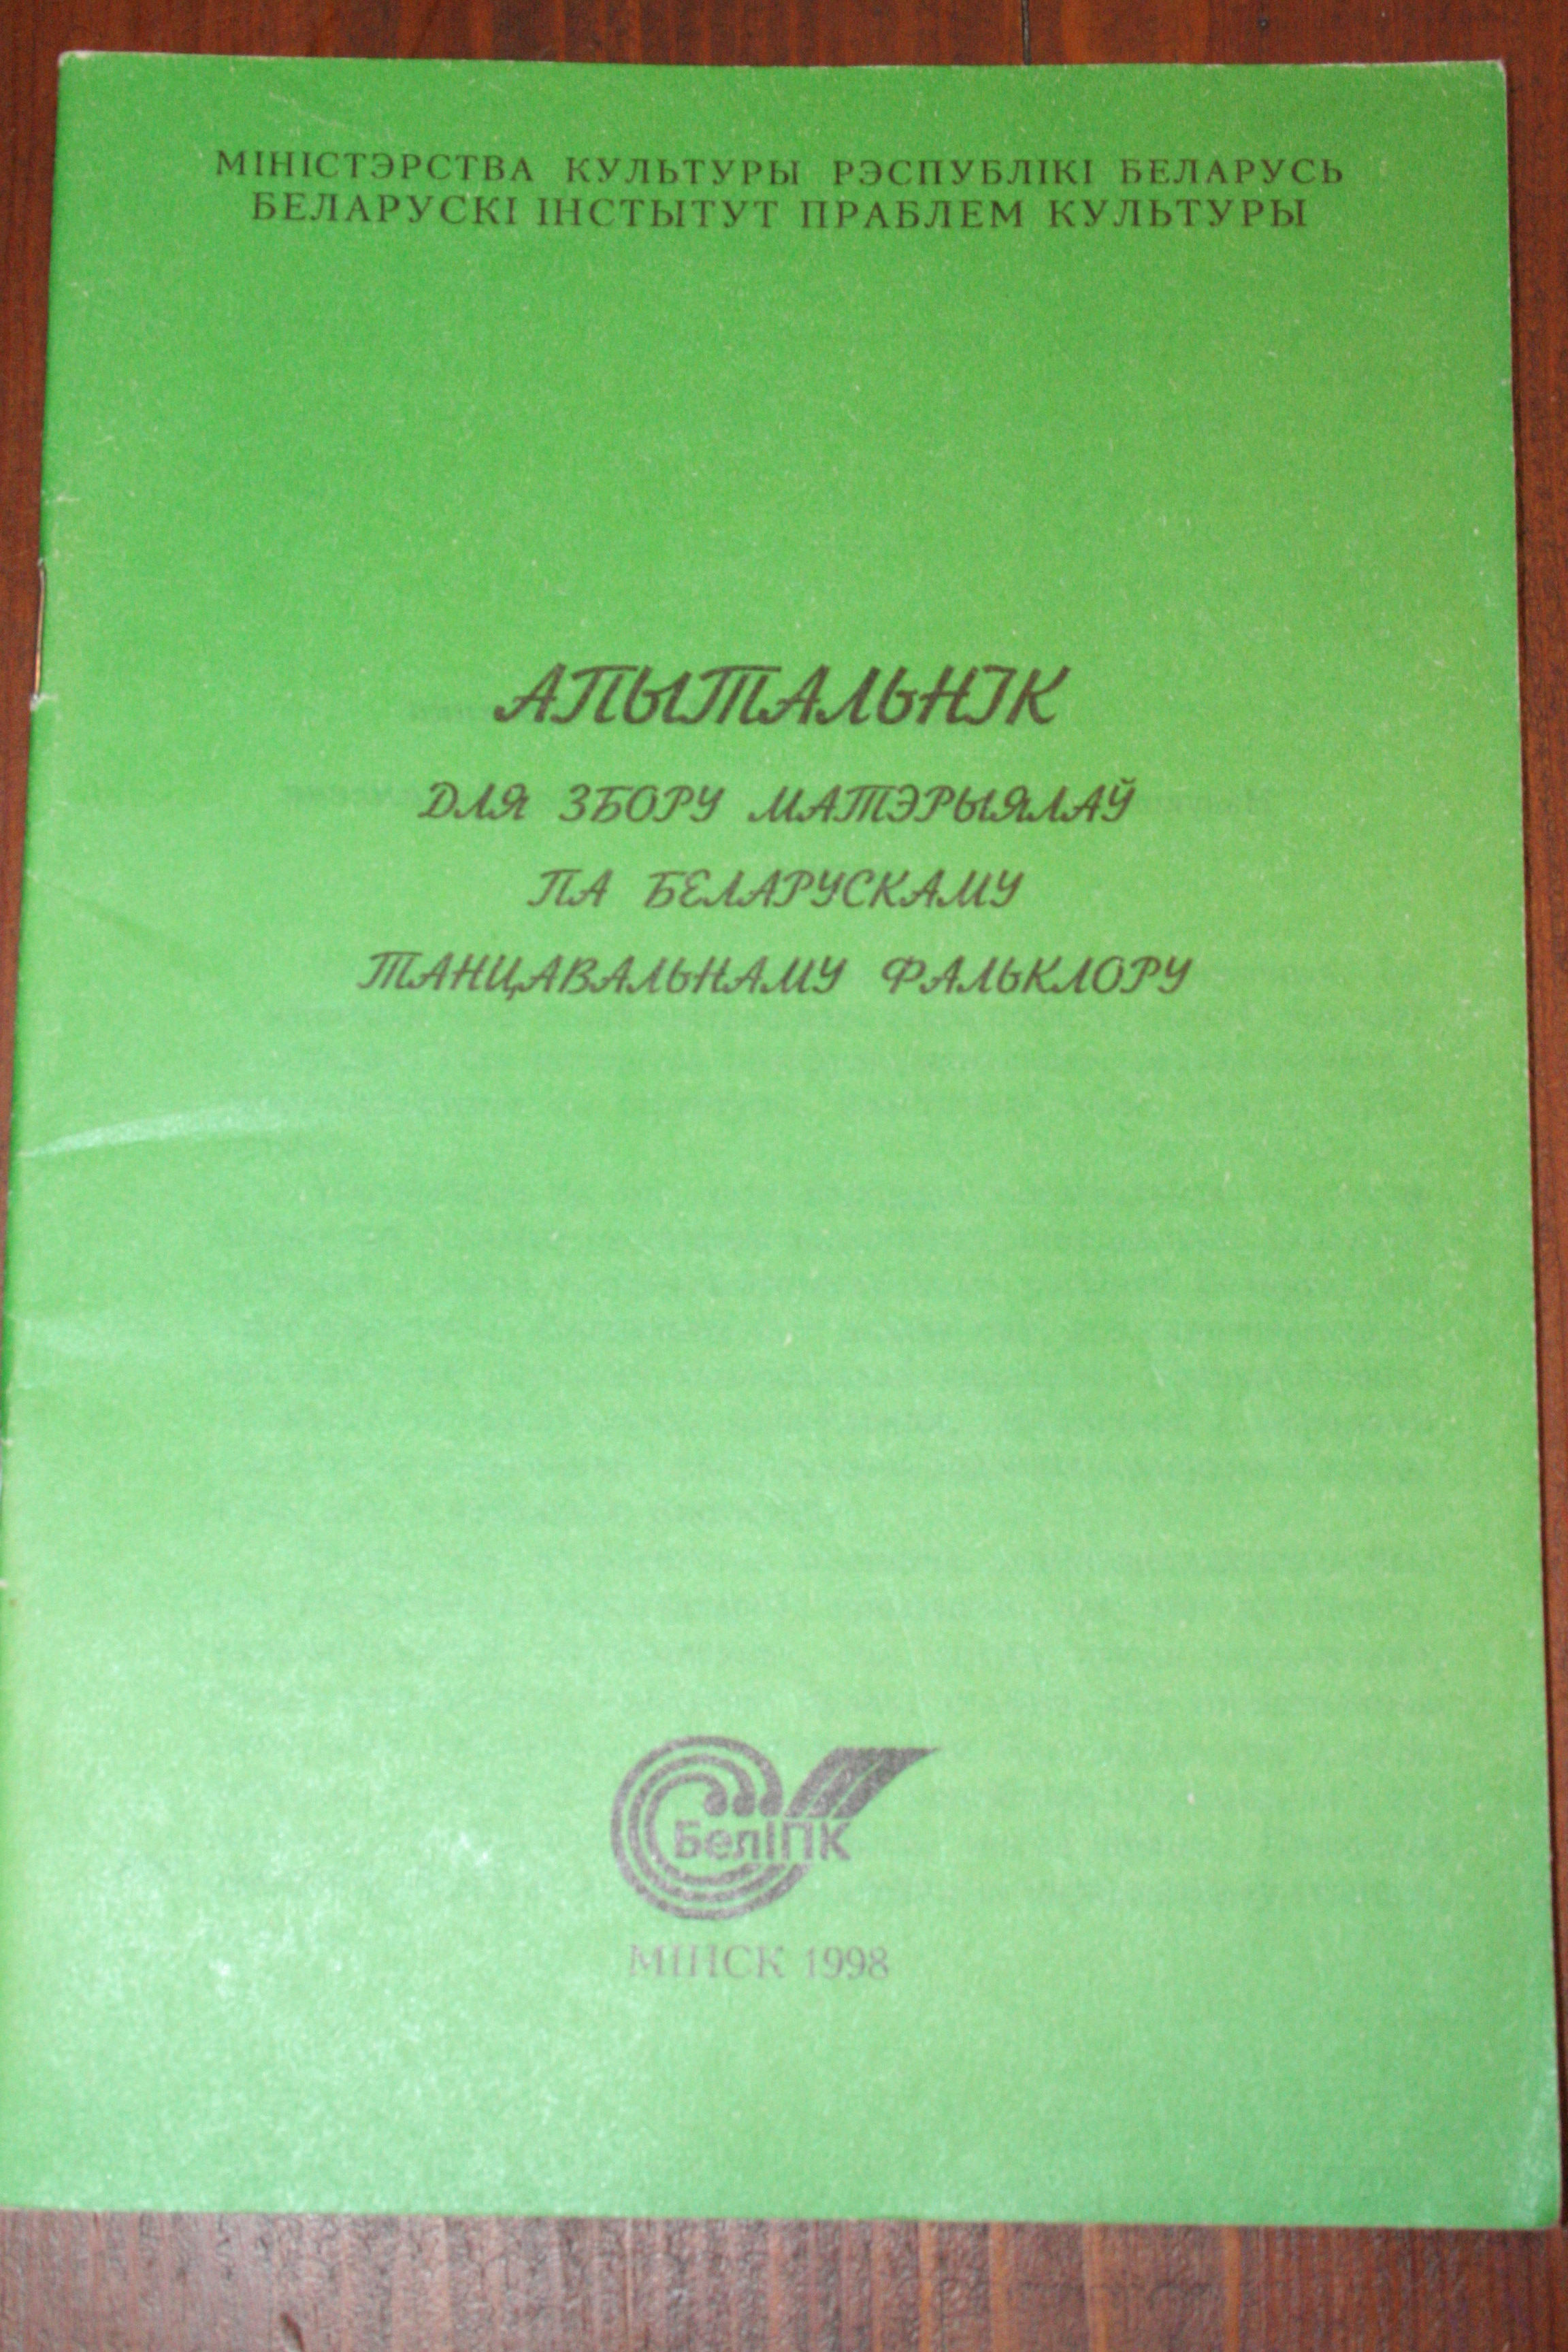 МІНІСТЭРСТВА КУЛЬТУРЫ РЭСПУБЛІКІ БЕЛАРУСЬ
БЕЛАРУСКІ ІНСТЫТУТ ПРАБЛЕМ КУЛЬТУРЫ
АПЫТАЛЬНІК
ДЛЯ ЗБОРУ МАТЭРЫЯЛАЎ
ПА БЕЛАРУСКАМУ
ТАНЦАВАЛЬНАМУ ФАЛЬКЛОРУ
БелІПК
МІНСК 1998